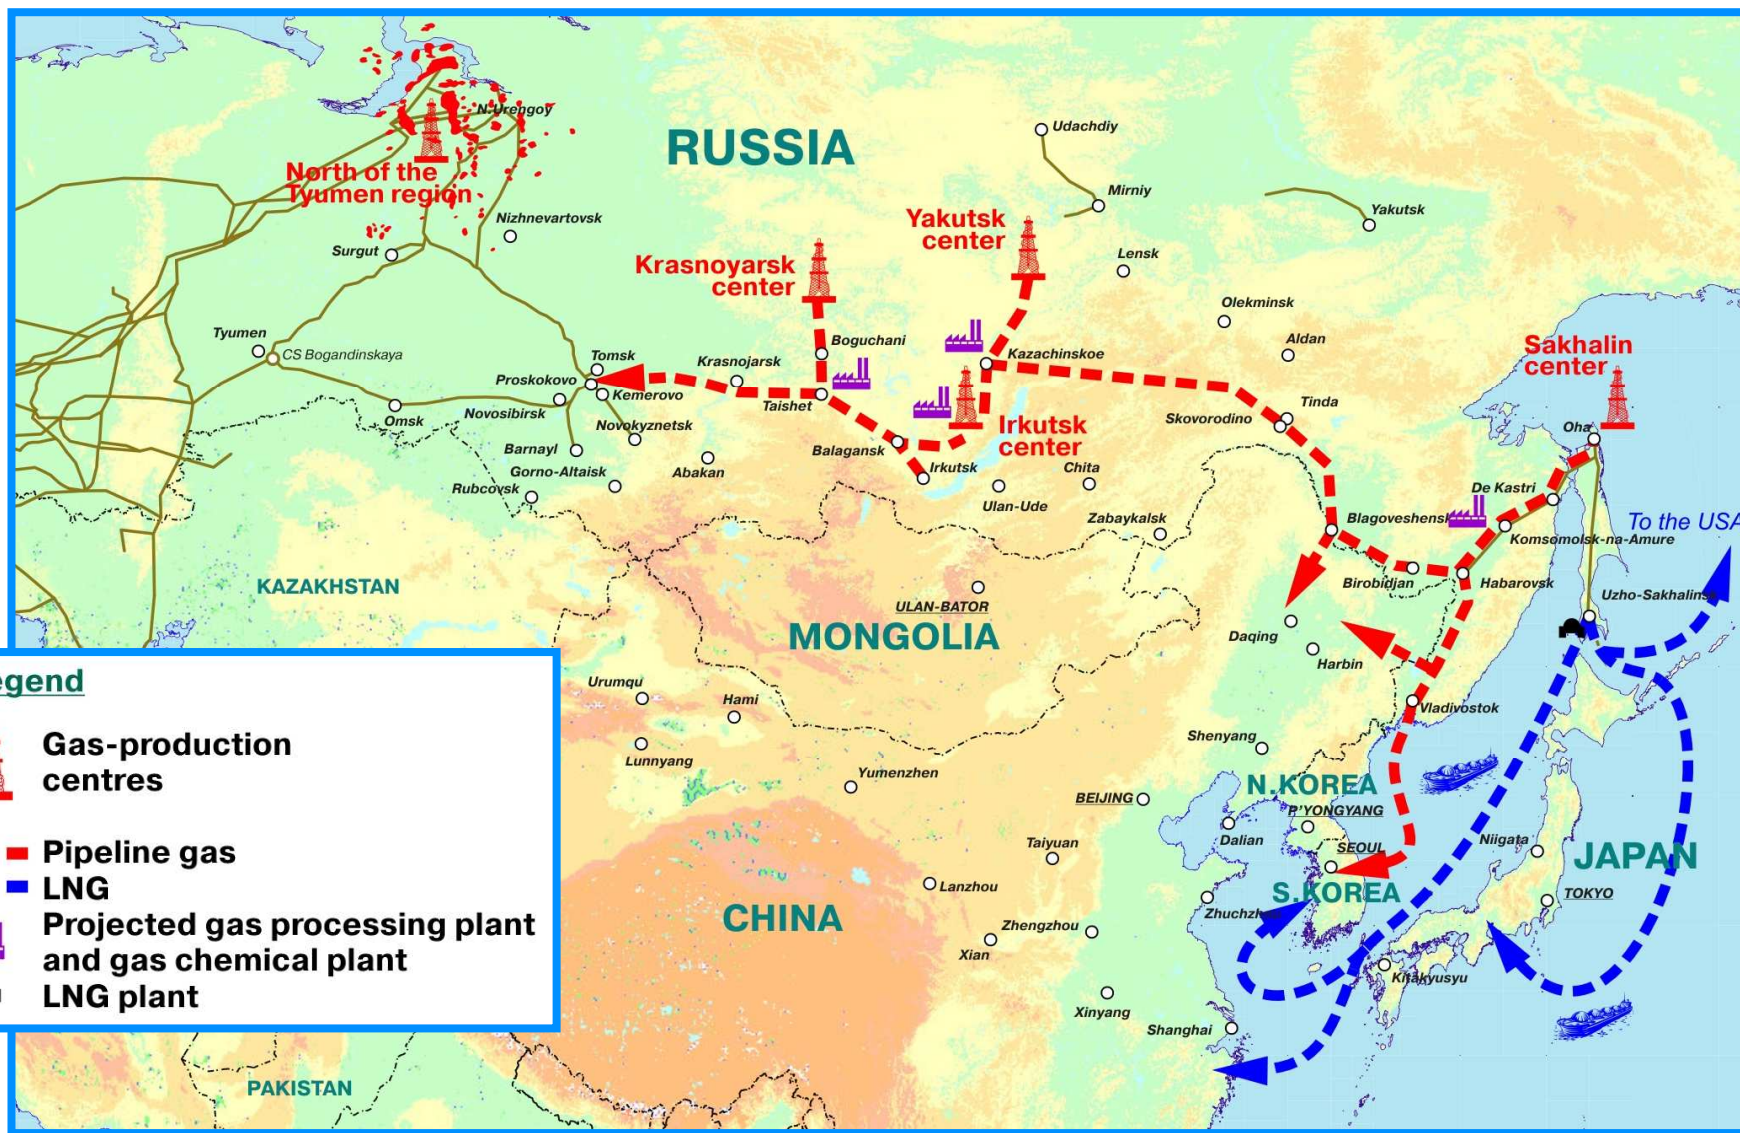 N.Urengoy
RUSSIA
Udachdiy
North of the
Tyumen region
Mirniy
Nizhnevartovsk
Yakutsk
Yakutsk
center
Surgut
Lensk
Krasnoyarsk
center
Olekminsk
Tyumen
CS Bogandinskaya
Boguchani
Aldan
Tomsk
Krasnojarsk
Kazachinskoe
Sakhalin
center
Proskokovo
Kemerovo
Taishet
Tinda
Novosibirsk
Omsk
Novokyznetsk
Skovorodino
Irkutsk
center
Oha
Barnayl
Balagansk
Gorno-Altaisk
Abakan
Irkutsk
Chita
Rubcovsk
De Kastri
Ulan-Ude
Zabaykalsk
Blagoveshensk
To the USA
Komsomolsk-na-Amure
KAZAKHSTAN
Birobidjan
Habarovsk
ULAN-BATOR
Uzho-Sakhalinsk
MONGOLIA
Daqing
Harbin
egend
Urumqu
Hami
Vladivostok
Gas-production
centres
Shenyang
Lunnyang
Yumenzhen
N.KOREA
BEIJING
P'YONGYANG
Pipeline gas
Taiyuan
Dalian
SEOUL
Niigata
JAPAN
LNG
Lanzhou
S.KOREA
TOKYO
Projected gas processing plant
and gas chemical plant
CHINA
Zhengzhou
Xian
Kitakyusyu
LNG plant
Xinyang
Shanghai
PAKISTAN